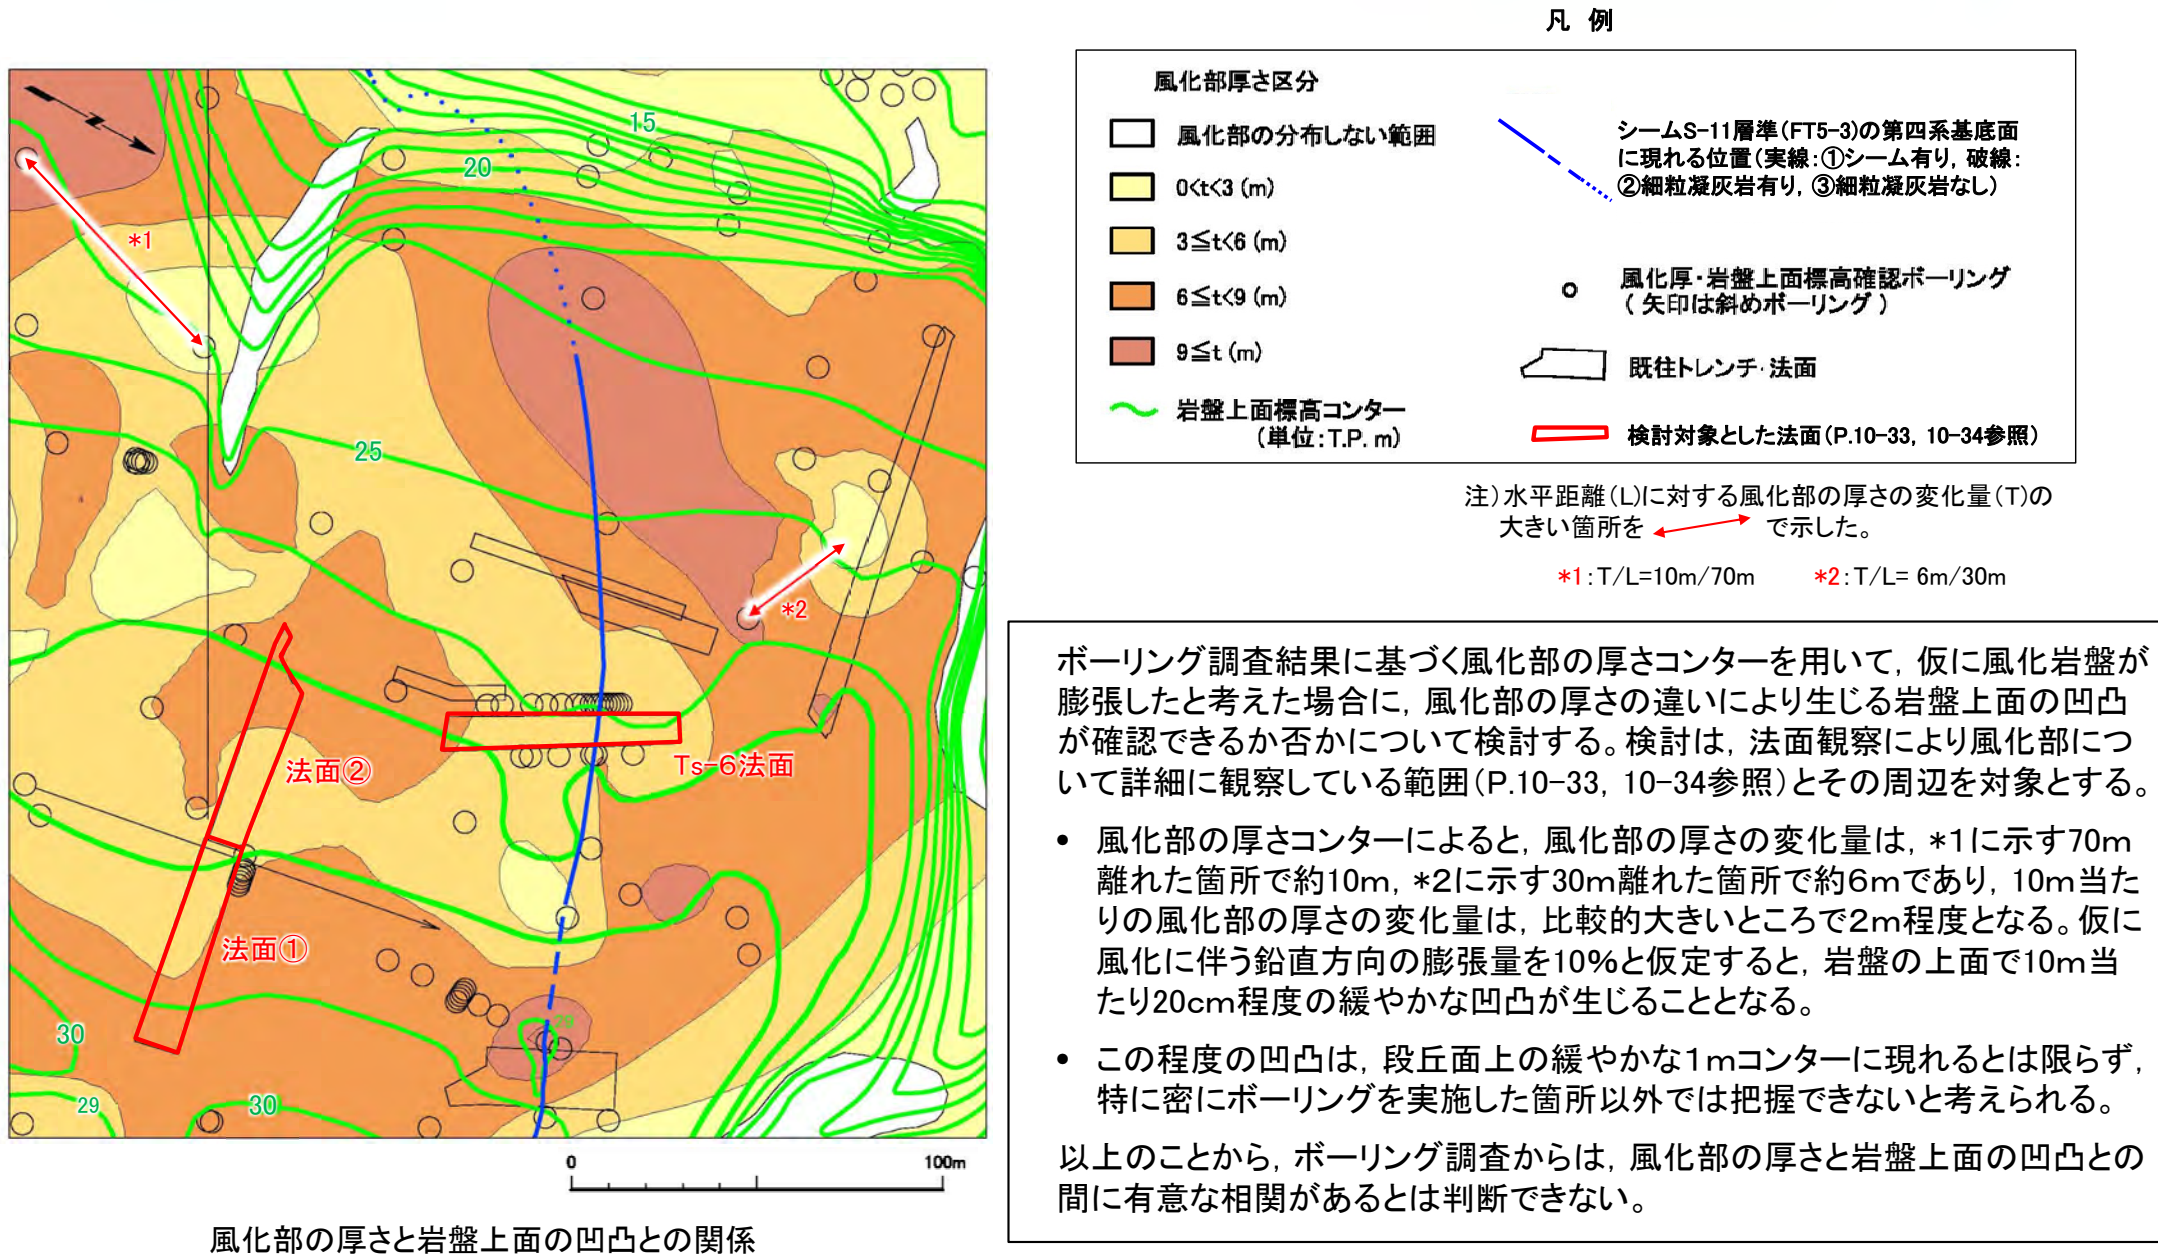 凡 例
風化部厚さ区分
風化部の分布しない範囲
0<t<3 (m)
3≦t<6 (m)
6≦t<9 (m)
9≦t (m)
岩盤上面標高コンター
(単位:T.P. m)
シームS-11層準(FT5-3)の第四系基底面
に現れる位置(実線:①シーム有り, 破線:
②細粒凝灰岩有り, ③細粒凝灰岩なし)
風化厚・岩盤上面標高確認ボーリング
( 矢印は斜めボーリング )
既往トレンチ・法面
検討対象とした法面(P.10-33, 10-34参照)
注)水平距離(L)に対する風化部の厚さの変化量(T)の
大きい箇所を で示した。
*1:T/L=10m/70m *2:T/L= 6m/30m
N
15
20
*1
25
*2
法面②
Ts-6法面
法面①
29
30
29
30
0 100m
風化部の厚さと岩盤上面の凹凸との関係
ボーリング調査結果に基づく風化部の厚さコンターを用いて, 仮に風化岩盤が
膨張したと考えた場合に, 風化部の厚さの違いにより生じる岩盤上面の凹凸
が確認できるか否かについて検討する。検討は, 法面観察により風化部につ
いて詳細に観察している範囲(P.10-33, 10-34参照)とその周辺を対象とする。
• 風化部の厚さコンターによると, 風化部の厚さの変化量は, *1に示す70m
離れた箇所で約10m, *2に示す30m離れた箇所で約6mであり, 10m当た
りの風化部の厚さの変化量は, 比較的大きいところで2m程度となる。仮に
風化に伴う鉛直方向の膨張量を10%と仮定すると, 岩盤の上面で10m当
たり20cm程度の緩やかな凹凸が生じることとなる。
• この程度の凹凸は, 段丘面上の緩やかな1mコンターに現れるとは限らず,
特に密にボーリングを実施した箇所以外では把握できないと考えられる。
以上のことから, ボーリング調査からは, 風化部の厚さと岩盤上面の凹凸との
間に有意な相関があるとは判断できない。